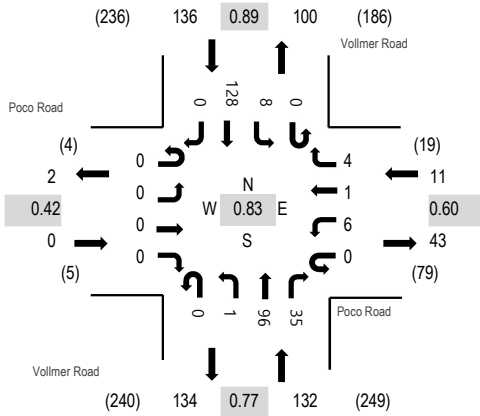 (236) 136 0.89 100 (186)
Vollmer Road
Poco Road
0 128 8 0
(4) (19)
0 4
2 11
0 N 1
0.42 W 0.83 E 0.60
0 S 6
0 43
0 0
(5) (79)
0 1 96 35
Poco Road
Vollmer Road
(240) 134 0.77 132 (249)